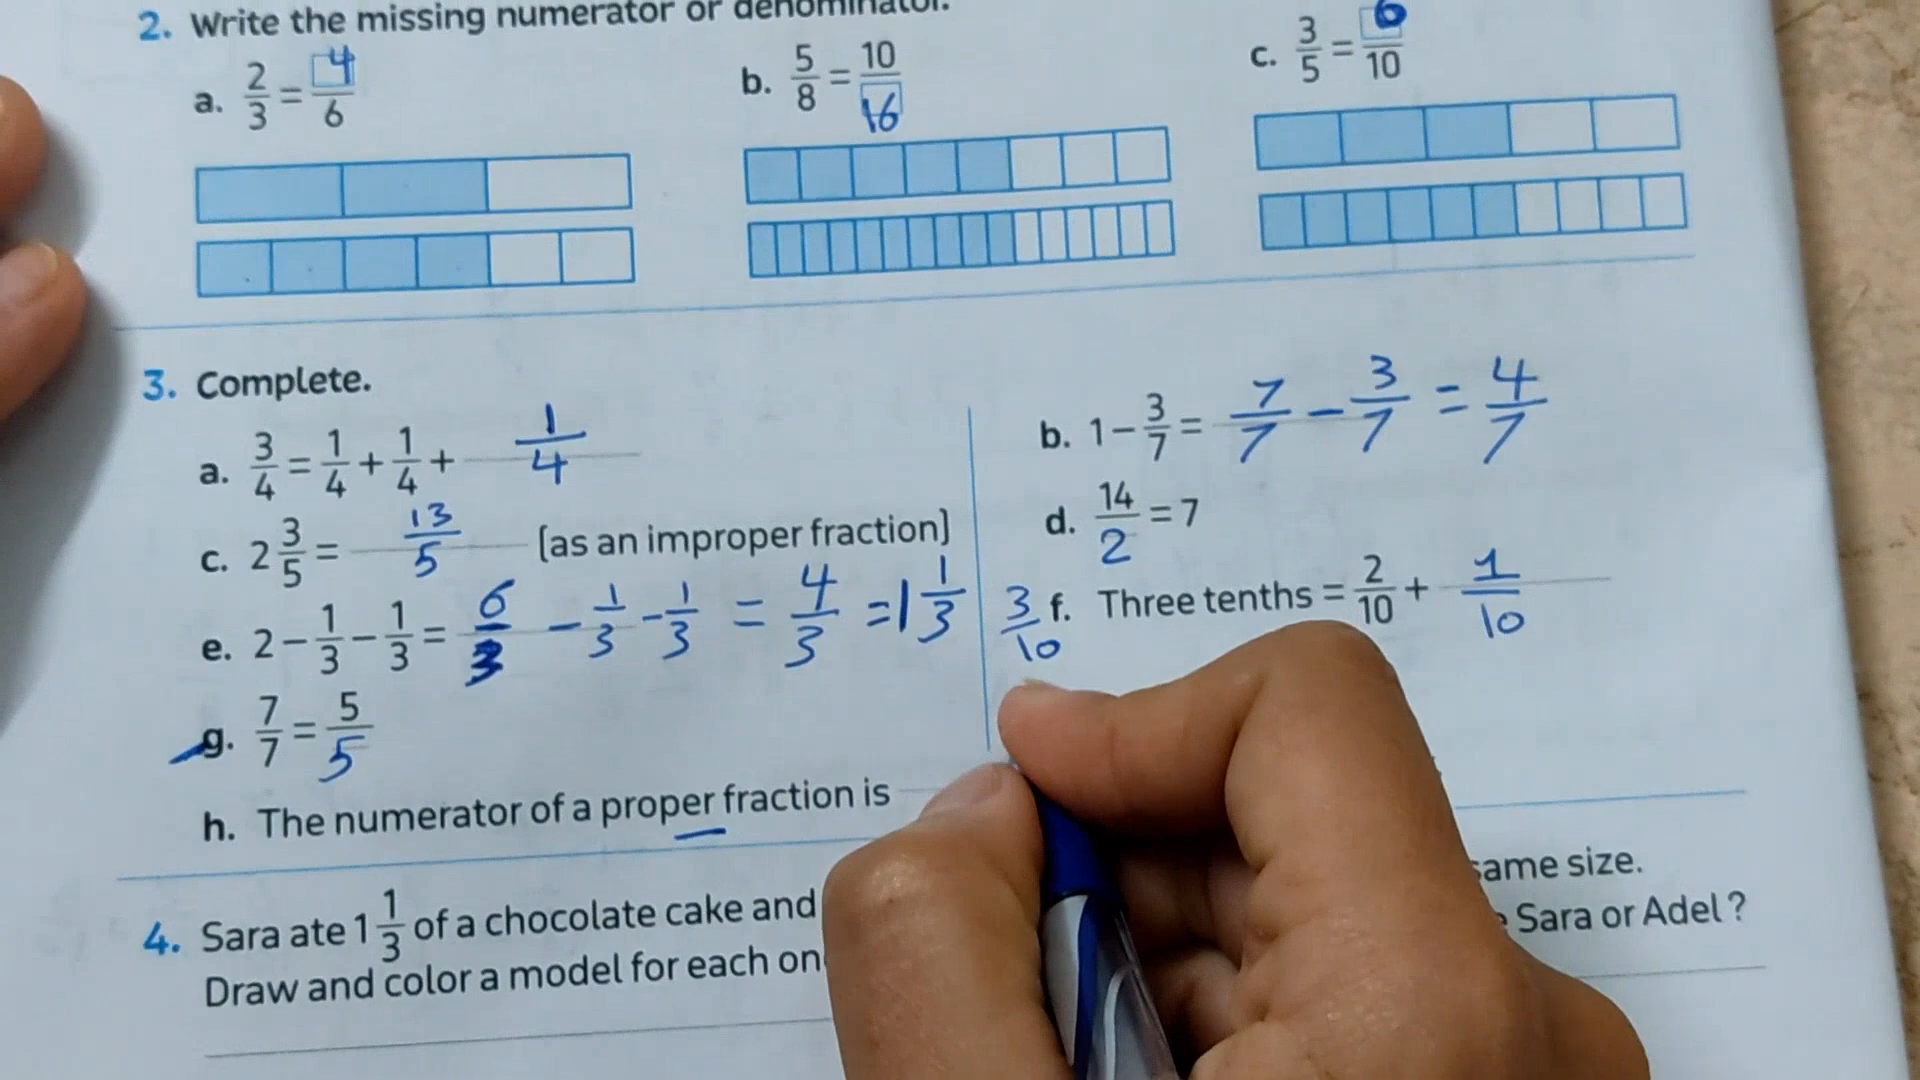 2. Write the missing numerator or denominator.
a. 2/3 = 4/6
b. 5/8 = 10/16
c. 3/5 = 6/10
3. Complete.
a. 3/4 = 1/4 + 1/4 + 1/4
b. 1 - 3/7 = 7/7 - 3/7 = 4/7
c. 2 3/5 = 13/5 (as an improper fraction)
d. 14/2 = 7
e. 2 - 1/3 - 1/3 = 6/3 - 1/3 - 1/3 = 4/3 = 1 1/3
3/10 f. Three tenths = 2/10 + 1/10
g. 7/7 = 5/5
h. The numerator of a proper fraction is
4. Sara ate 1 1/3 of a chocolate cake and same size.
Sara or Adel?
Draw and color a model for each